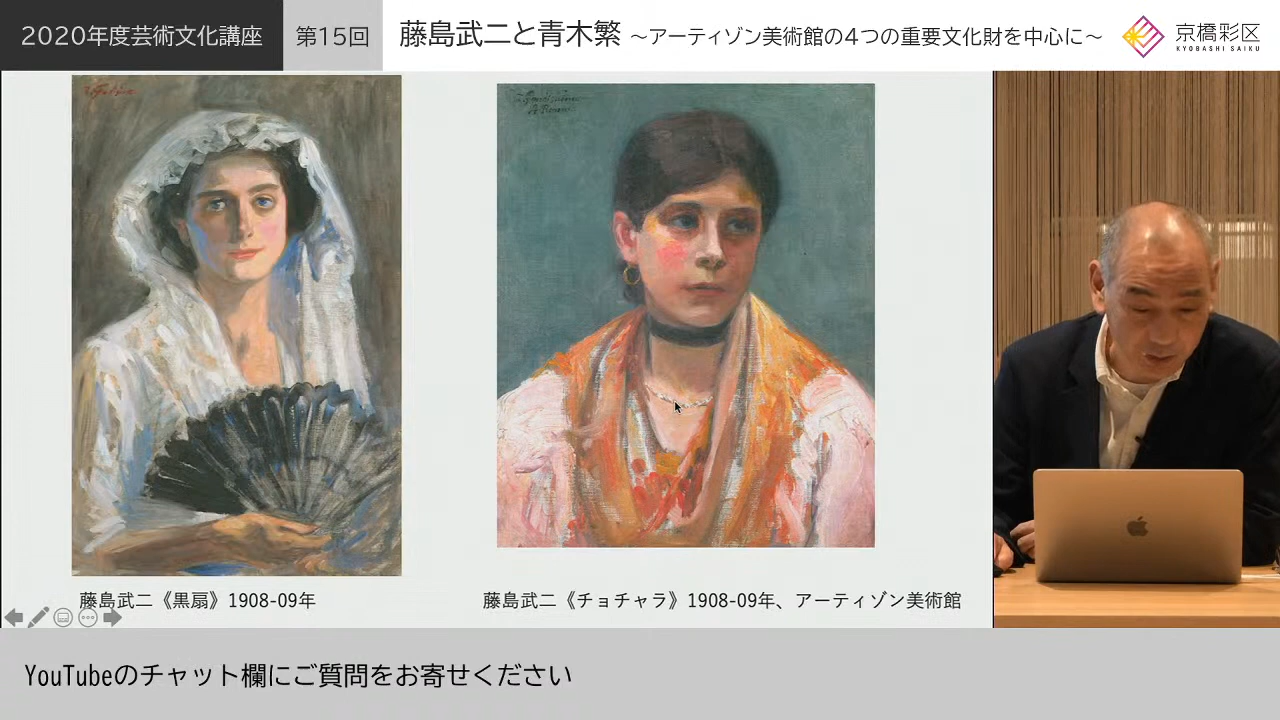 2020年度芸術文化講座
第15回
藤島武二と青木繁 ～アーティゾン美術館の4つの重要文化財を中心に～
京橋彩区
KYOBASHI SAIKU
藤島武二《黒扇》1908-09年
藤島武二《チョチャラ》1908-09年、アーティゾン美術館
YouTubeのチャット欄にご質問をお寄せください